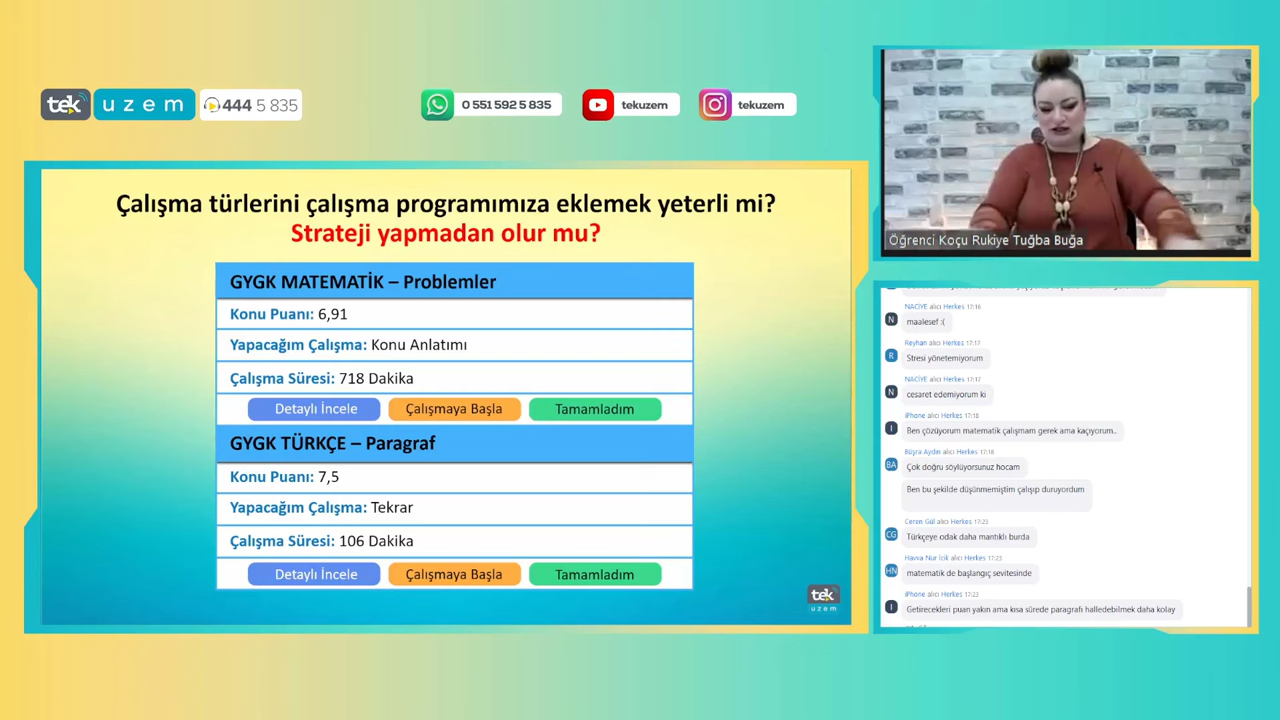 tek uzem 444 5 835
0 551 592 5 835
tekuzem
tekuzem
Çalışma türlerini çalışma programımıza eklemek yeterli mi?
Strateji yapmadan olur mu?
GYGK MATEMATİK – Problemler
Konu Puanı: 6,91
Yapacağım Çalışma: Konu Anlatımı
Çalışma Süresi: 718 Dakika
Detaylı İncele Çalışmaya Başla Tamamladım
GYGK TÜRKÇE – Paragraf
Konu Puanı: 7,5
Yapacağım Çalışma: Tekrar
Çalışma Süresi: 106 Dakika
Detaylı İncele Çalışmaya Başla Tamamladım
tek
uzem
Öğrenci Koçu Rukiye Tuğba Buğa
NACİYE alıcı Herkes 17:16
N maalesef :(
Reyhan alıcı Herkes 17:17
R Stresi yönetemiyorum
NACİYE alıcı Herkes 17:17
N cesaret edemiyorum ki
iPhone alıcı Herkes 17:18
I Ben çözüyorum matematik çalışmam gerek ama kaçıyorum..
Büşra Aydın alıcı Herkes 17:18
BA Çok doğru söylüyorsunuz hocam
Ben bu şekilde düşünmemiştim çalışıp duruyordum
Ceren Gül alıcı Herkes 17:23
CG Türkçeye odak daha mantıklı burda
Havva Nur Icik alıcı Herkes 17:23
HN matematik de başlangıç sevitesinde
iPhone alıcı Herkes 17:23
I Getirecekleri puan yakın ama kısa sürede paragrafı halledebilmek daha kolay